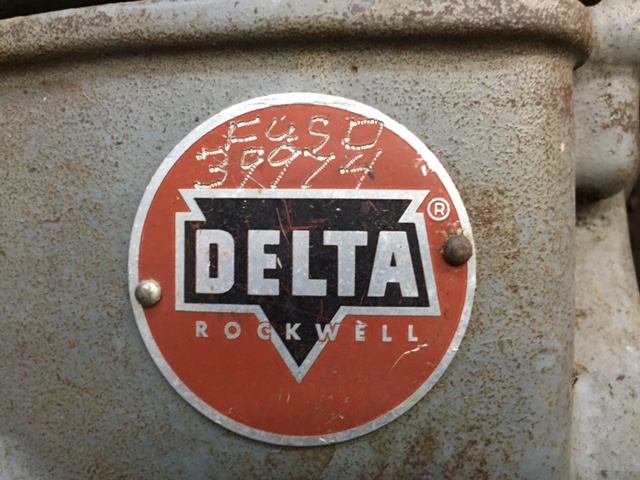 FUSD
39974
®
DELTA
ROCKWELL